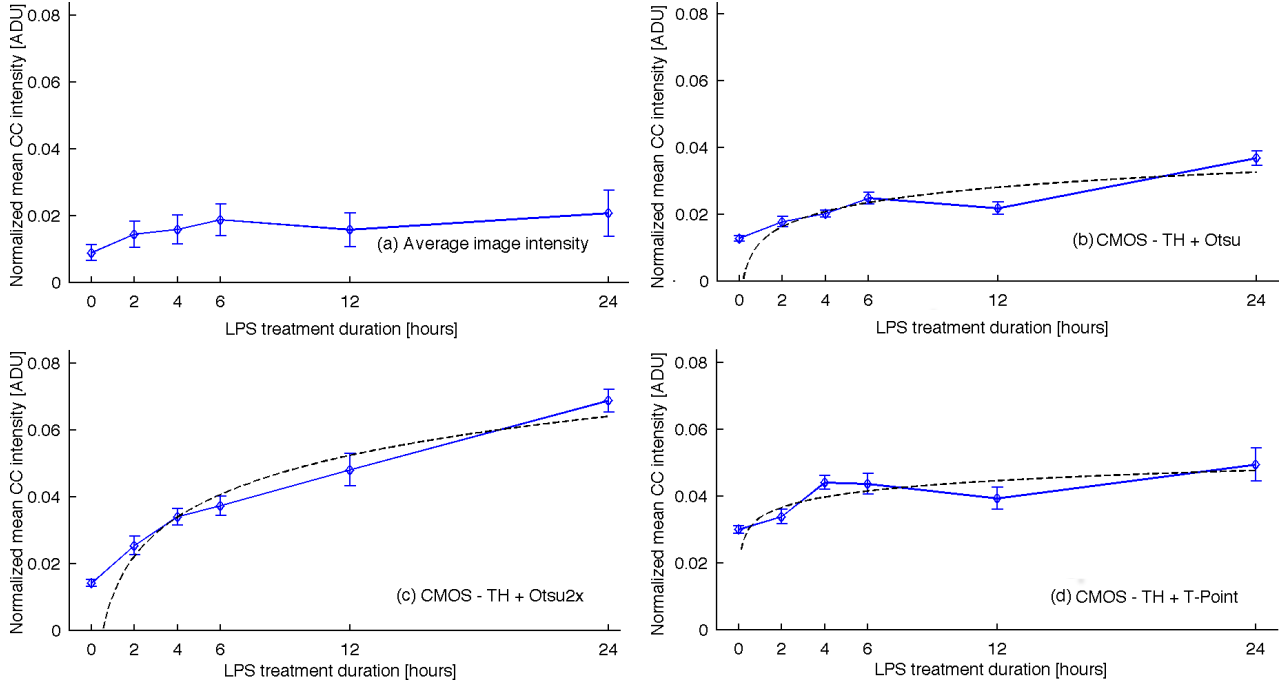 Normalized mean CC intensity [ADU]
0.08
0.06
0.04
0.02
0
0 2 4 6 12 24
LPS treatment duration [hours]
(a) Average image intensity
Normalized mean CC intensity [ADU]
0.08
0.06
0.04
0.02
0
0 2 4 6 12 24
LPS treatment duration [hours]
(b) CMOS - TH + Otsu
Normalized mean CC intensity [ADU]
0.08
0.06
0.04
0.02
0
0 2 4 6 12 24
LPS treatment duration [hours]
(c) CMOS - TH + Otsu2x
Normalized mean CC intensity [ADU]
0.08
0.06
0.04
0.02
0
0 2 4 6 12 24
LPS treatment duration [hours]
(d) CMOS - TH + T-Point